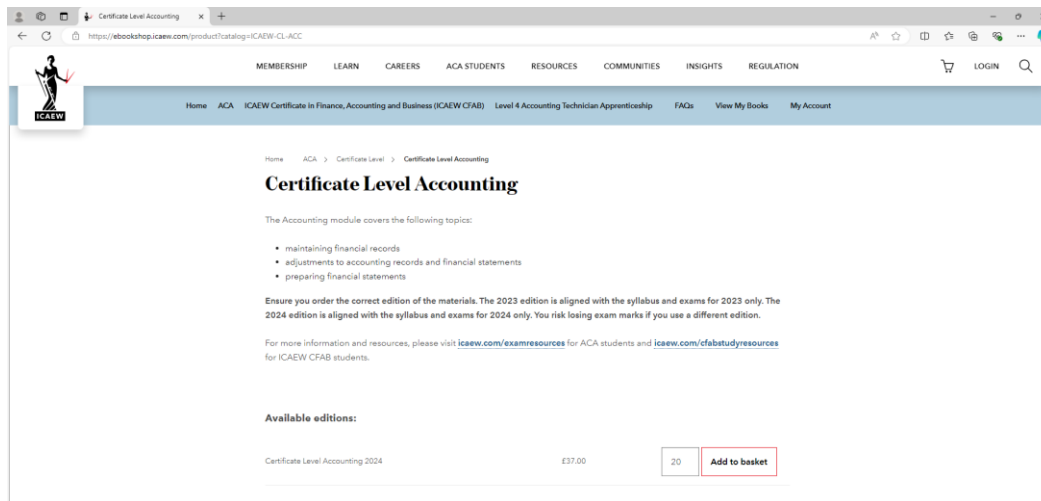 Certificate Level Accounting
https://ebookshop.icaew.com/product?catalog=ICAEW-CL-ACC
ICAEW
MEMBERSHIP LEARN CAREERS ACA STUDENTS RESOURCES COMMUNITIES INSIGHTS REGULATION LOGIN
Home ACA ICAEW Certificate in Finance, Accounting and Business (ICAEW CFAB) Level 4 Accounting Technician Apprenticeship FAQs View My Books My Account
Home ACA > Certificate Level > Certificate Level Accounting
Certificate Level Accounting
The Accounting module covers the following topics:
• maintaining financial records
• adjustments to accounting records and financial statements
• preparing financial statements
Ensure you order the correct edition of the materials. The 2023 edition is aligned with the syllabus and exams for 2023 only. The
2024 edition is aligned with the syllabus and exams for 2024 only. You risk losing exam marks if you use a different edition.
For more information and resources, please visit icaew.com/examresources for ACA students and icaew.com/cfabstudyresources
for ICAEW CFAB students.
Available editions:
Certificate Level Accounting 2024 £37.00 20 Add to basket